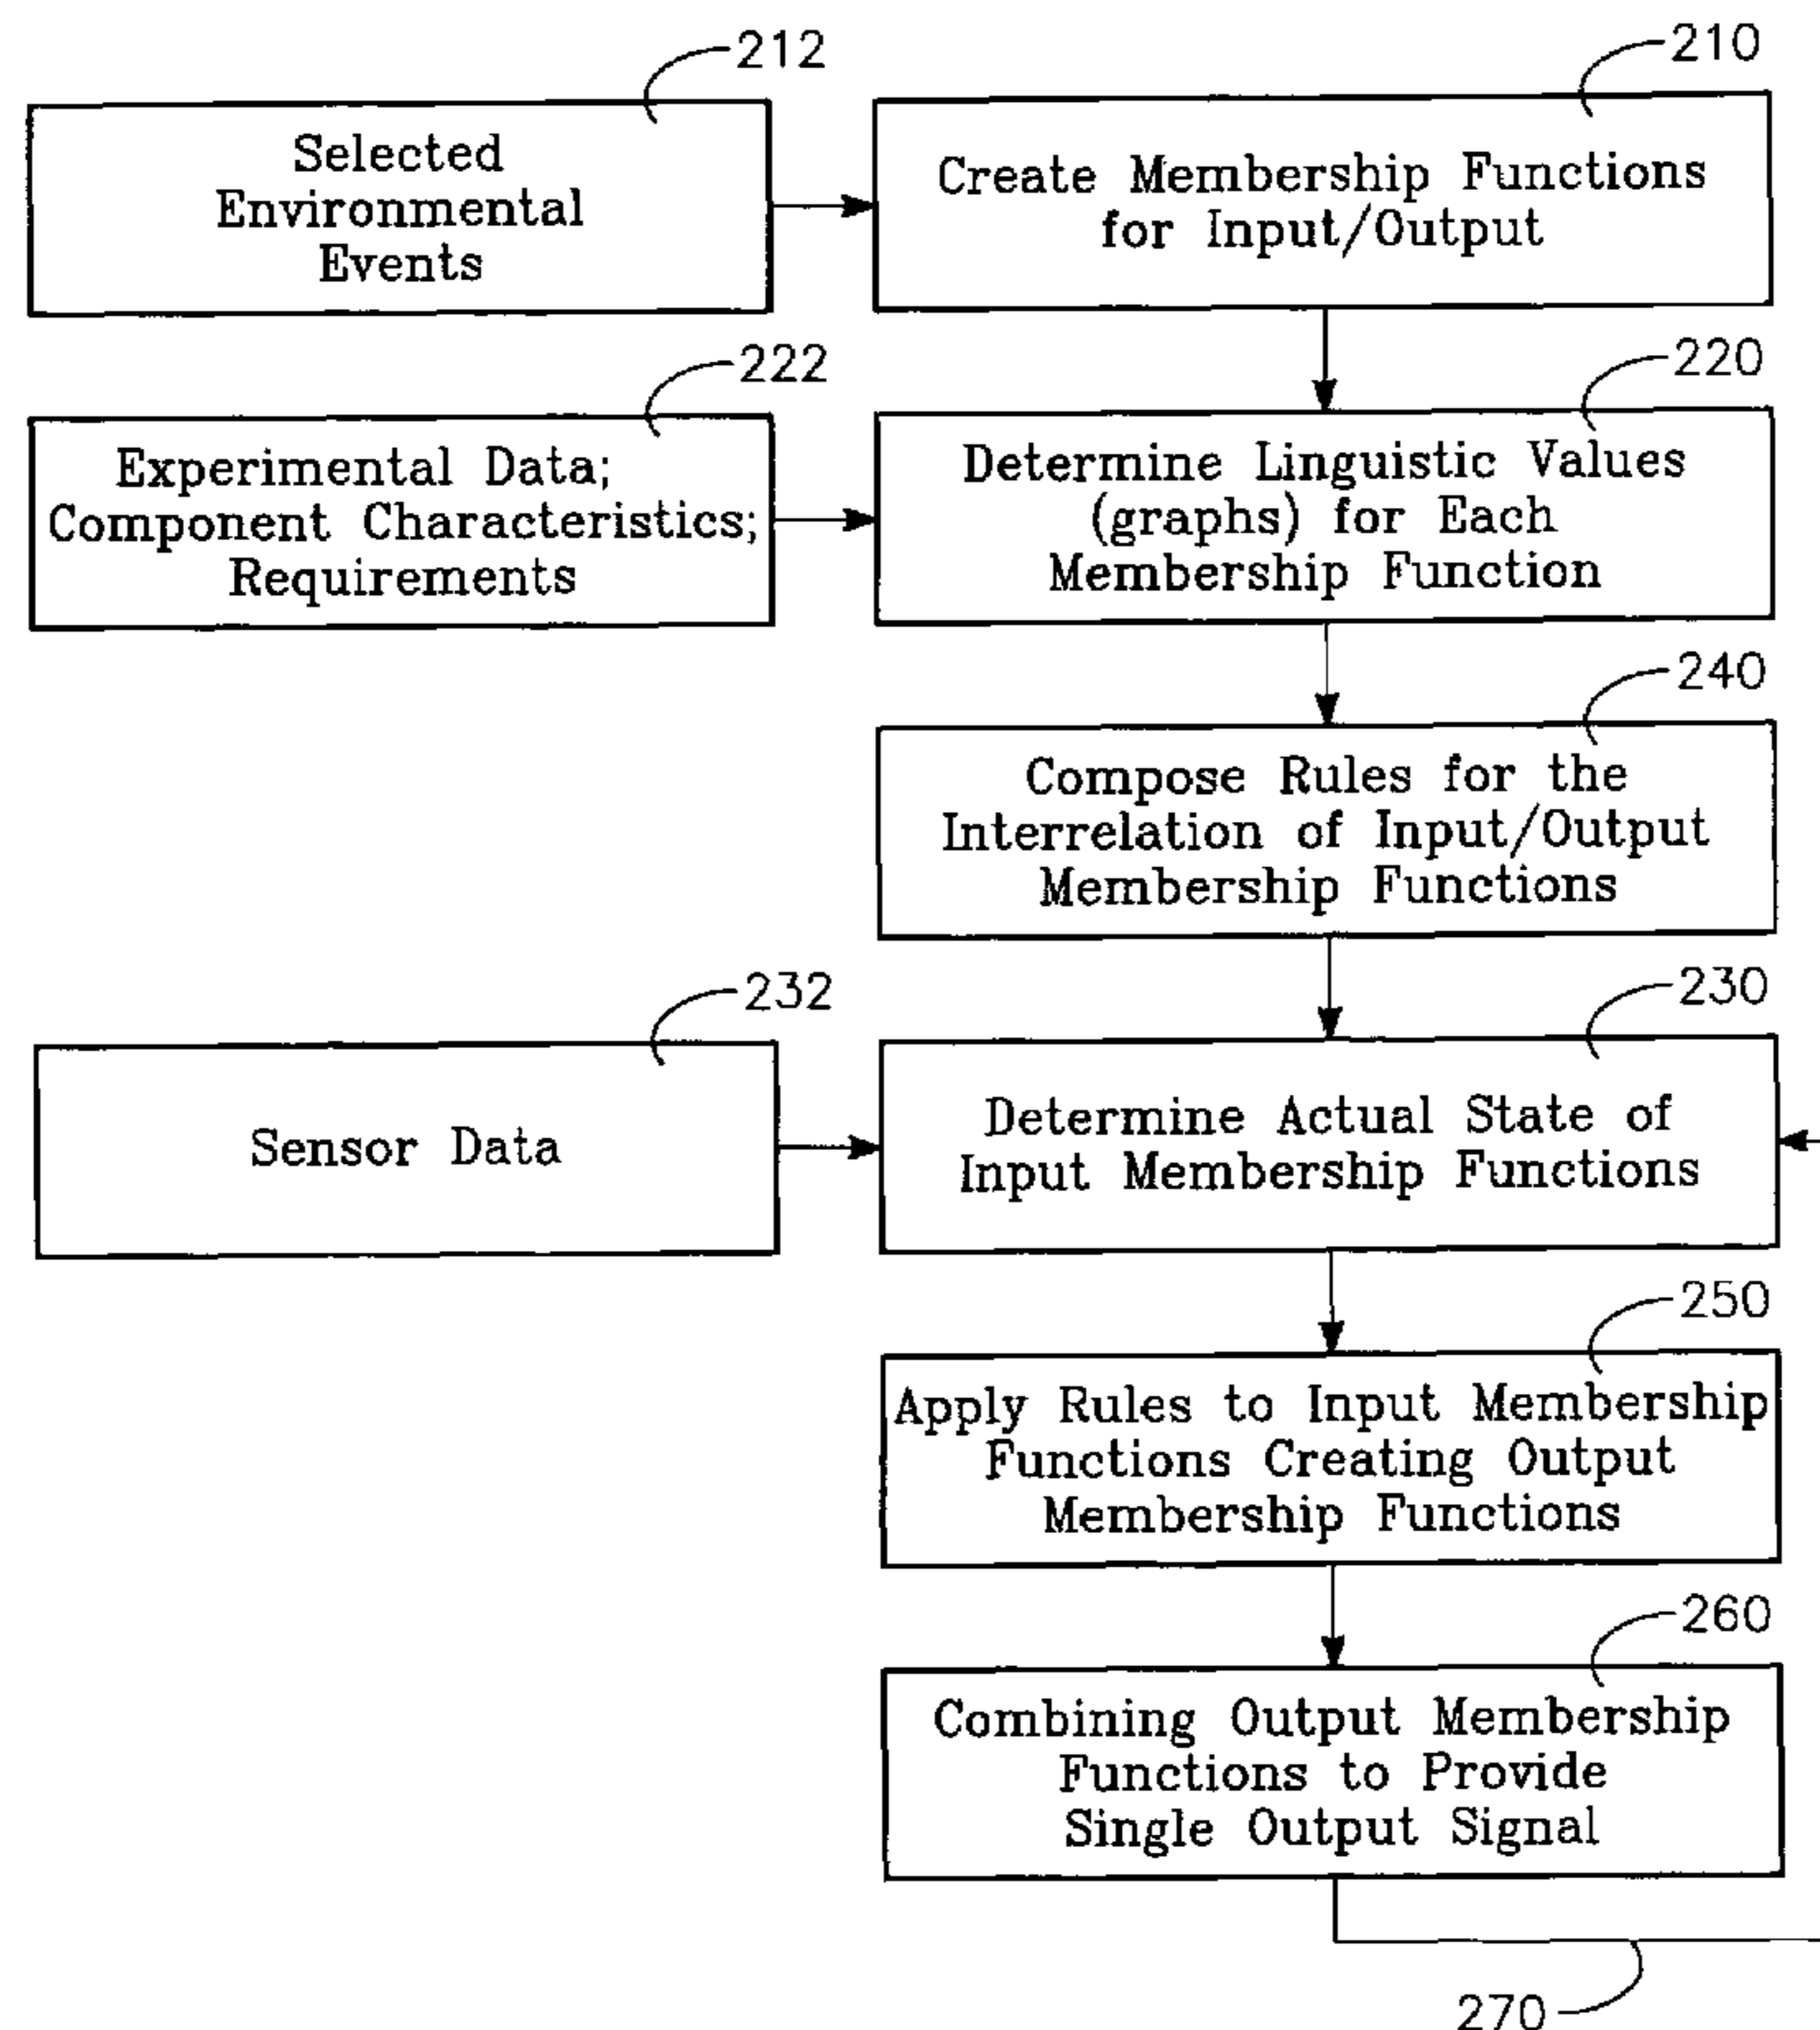 212
210
Selected
Environmental
Events
Create Membership Functions
for Input/Output
222
220
Experimental Data;
Component Characteristics;
Requirements
Determine Linguistic Values
(graphs) for Each
Membership Function
240
Compose Rules for the
Interrelation of Input/Output
Membership Functions
232
230
Sensor Data
Determine Actual State of
Input Membership Functions
250
Apply Rules to Input Membership
Functions Creating Output
Membership Functions
260
Combining Output Membership
Functions to Provide
Single Output Signal
270